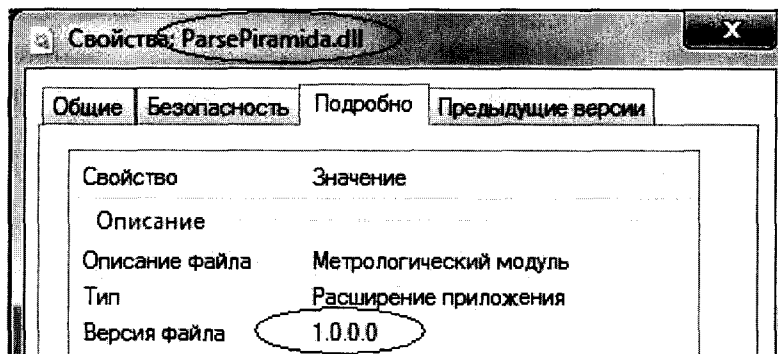 Свойства: ParsePiramida.dll
X
Общие Безопасность Подробно Предыдущие версии
Свойство Значение
Описание
Описание файла Метрологический модуль
Тип Расширение приложения
Версия файла 1.0.0.0